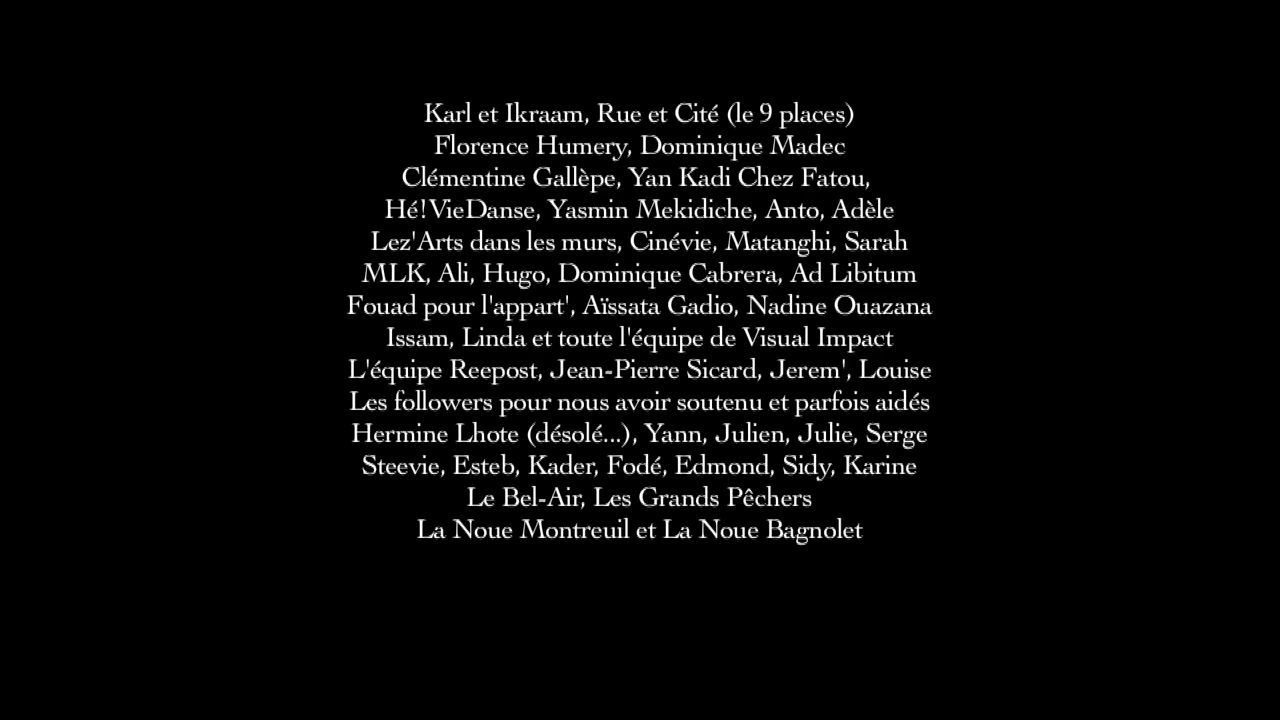 Karl et Ikraam, Rue et Cité (le 9 places)
Florence Humery, Dominique Madec
Clémentine Gallèpe, Yan Kadi Chez Fatou,
Hé!VieDanse, Yasmin Mekidiche, Anto, Adèle
Lez'Arts dans les murs, Cinévie, Matanghi, Sarah
MLK, Ali, Hugo, Dominique Cabrera, Ad Libitum
Fouad pour l'appart', Aïssata Gadio, Nadine Ouazana
Issam, Linda et toute l'équipe de Visual Impact
L'équipe Reepost, Jean-Pierre Sicard, Jerem', Louise
Les followers pour nous avoir soutenu et parfois aidés
Hermine Lhote (désolé...), Yann, Julien, Julie, Serge
Steevie, Esteb, Kader, Fodé, Edmond, Sidy, Karine
Le Bel-Air, Les Grands Pêchers
La Noue Montreuil et La Noue Bagnolet